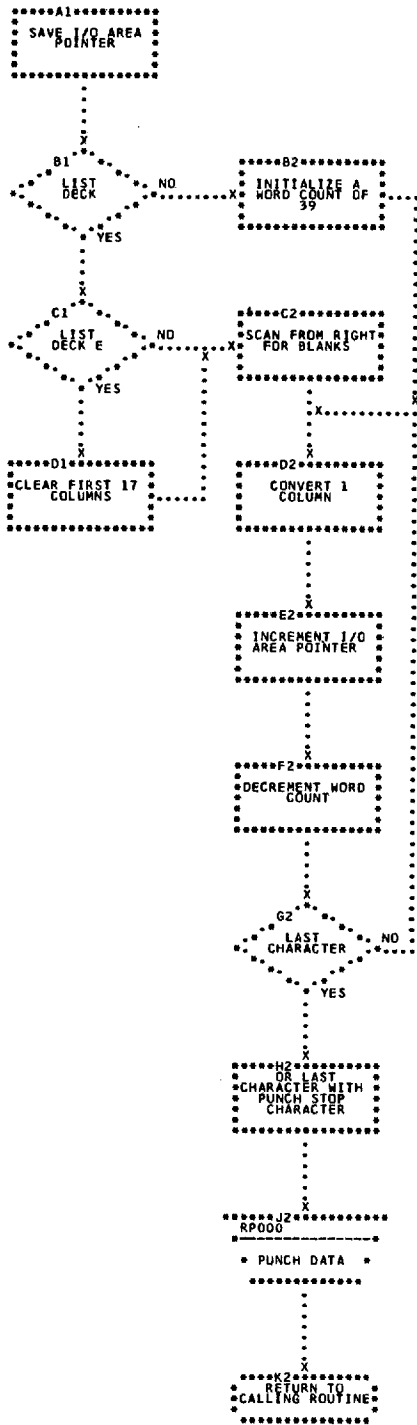 A1
SAVE I/O AREA
POINTER
B1
LIST
DECK
NO
YES
B2
INITIALIZE A
WORD COUNT OF
39
C1
LIST
DECK E
NO
YES
C2
SCAN FROM RIGHT
FOR BLANKS
D1
CLEAR FIRST 17
COLUMNS
D2
CONVERT 1
COLUMN
E2
INCREMENT I/O
AREA POINTER
F2
DECREMENT WORD
COUNT
G2
LAST
CHARACTER
NO
YES
H2
OR LAST
CHARACTER WITH
PUNCH STOP
CHARACTER
J2
RP000
PUNCH DATA
K2
RETURN TO
CALLING ROUTINE